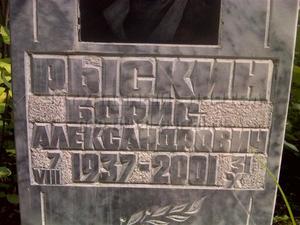 РЫСКИН
БОРИС
АЛЕКСАНДРОВИЧ
7 VIII 1937-2001 31 X